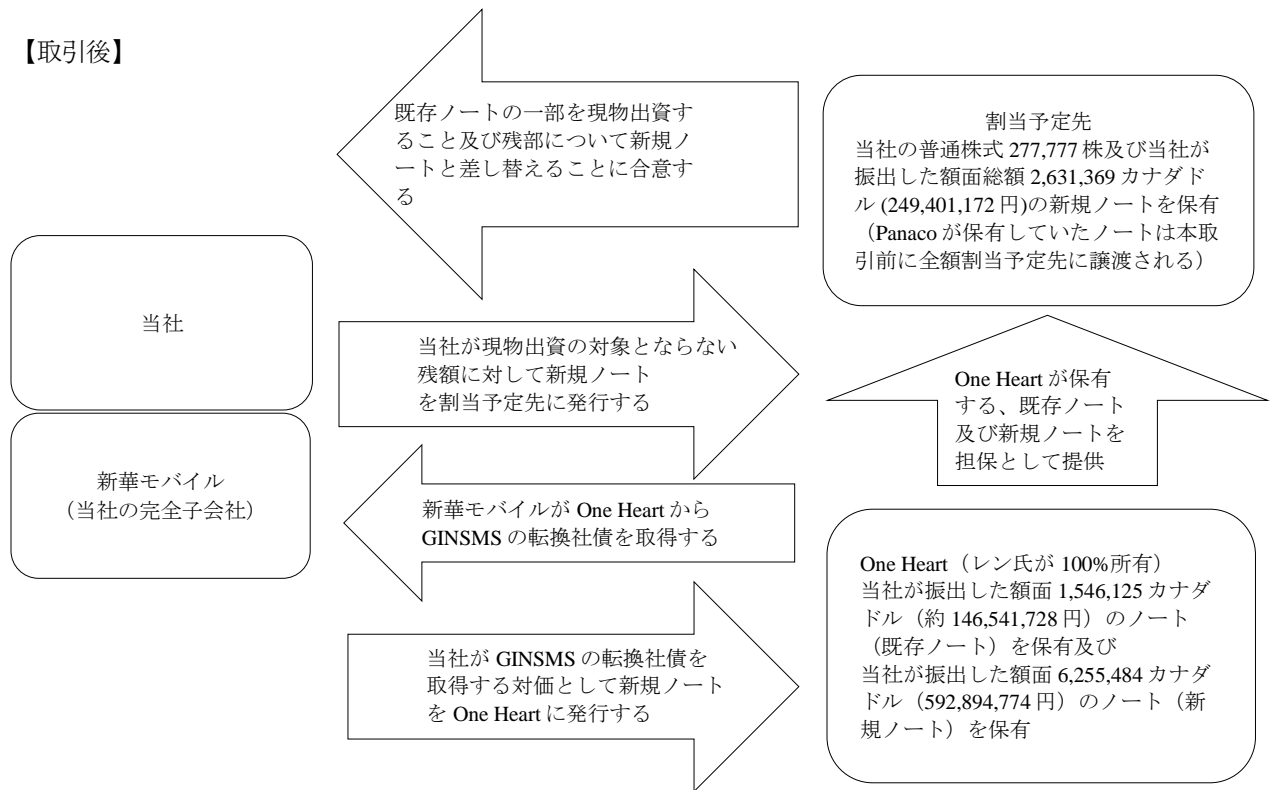 【取引後】
既存ノートの一部を現物出資す
ること及び残部について新規ノ
ートと差し替えることに合意す
る
割当予定先
当社の普通株式 277,777 株及び当社が
振出した額面総額 2,631,369 カナダド
ル (249,401,172 円)の新規ノートを保有
（Panaco が保有していたノートは本取
引前に全額割当予定先に譲渡される）
当社
当社が現物出資の対象とならない
残額に対して新規ノート
を割当予定先に発行する
One Heart が保有
する、既存ノート
及び新規ノートを
担保として提供
新華モバイル
（当社の完全子会社）
新華モバイルが One Heart から
GINSMS の転換社債を取得する
One Heart（レン氏が 100%所有）
当社が振出した額面 1,546,125 カナダ
ドル（約 146,541,728 円）のノート
（既存ノート）を保有及び
当社が振出した額面 6,255,484 カナダ
ドル（592,894,774 円）のノート（新
規ノート）を保有
当社が GINSMS の転換社債を
取得する対価として新規ノート
を One Heart に発行する